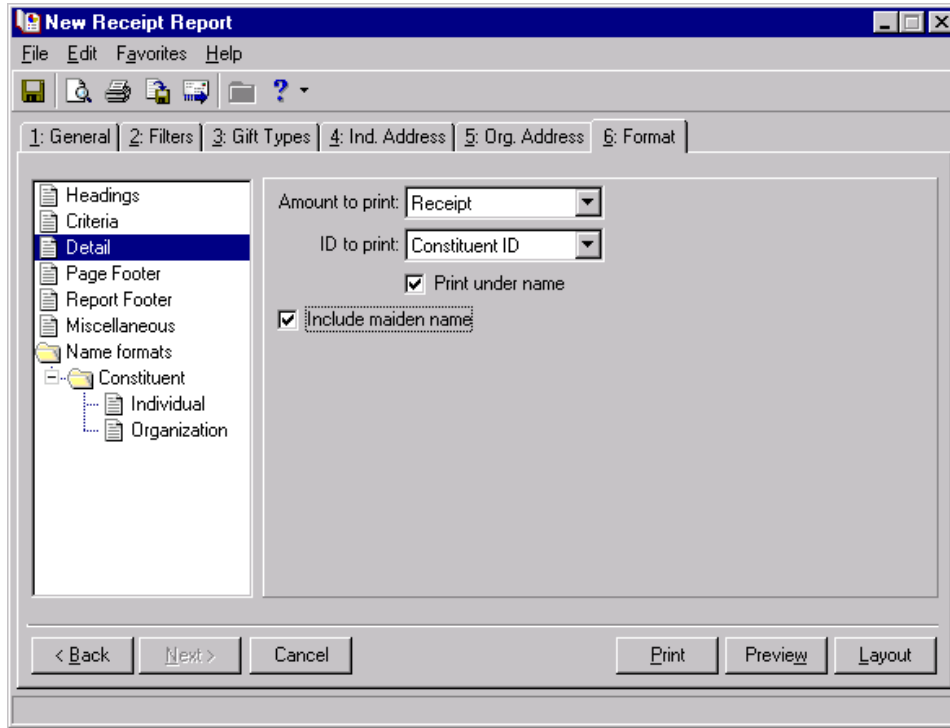 New Receipt Report
File Edit Favorites Help
?
1: General 2: Filters 3: Gift Types 4: Ind. Address 5: Org. Address 6: Format
Headings
Criteria
Detail
Page Footer
Report Footer
Miscellaneous
Name formats
Constituent
Individual
Organization
Amount to print: Receipt
ID to print: Constituent ID
Print under name
Include maiden name
< Back Next > Cancel Print Preview Layout